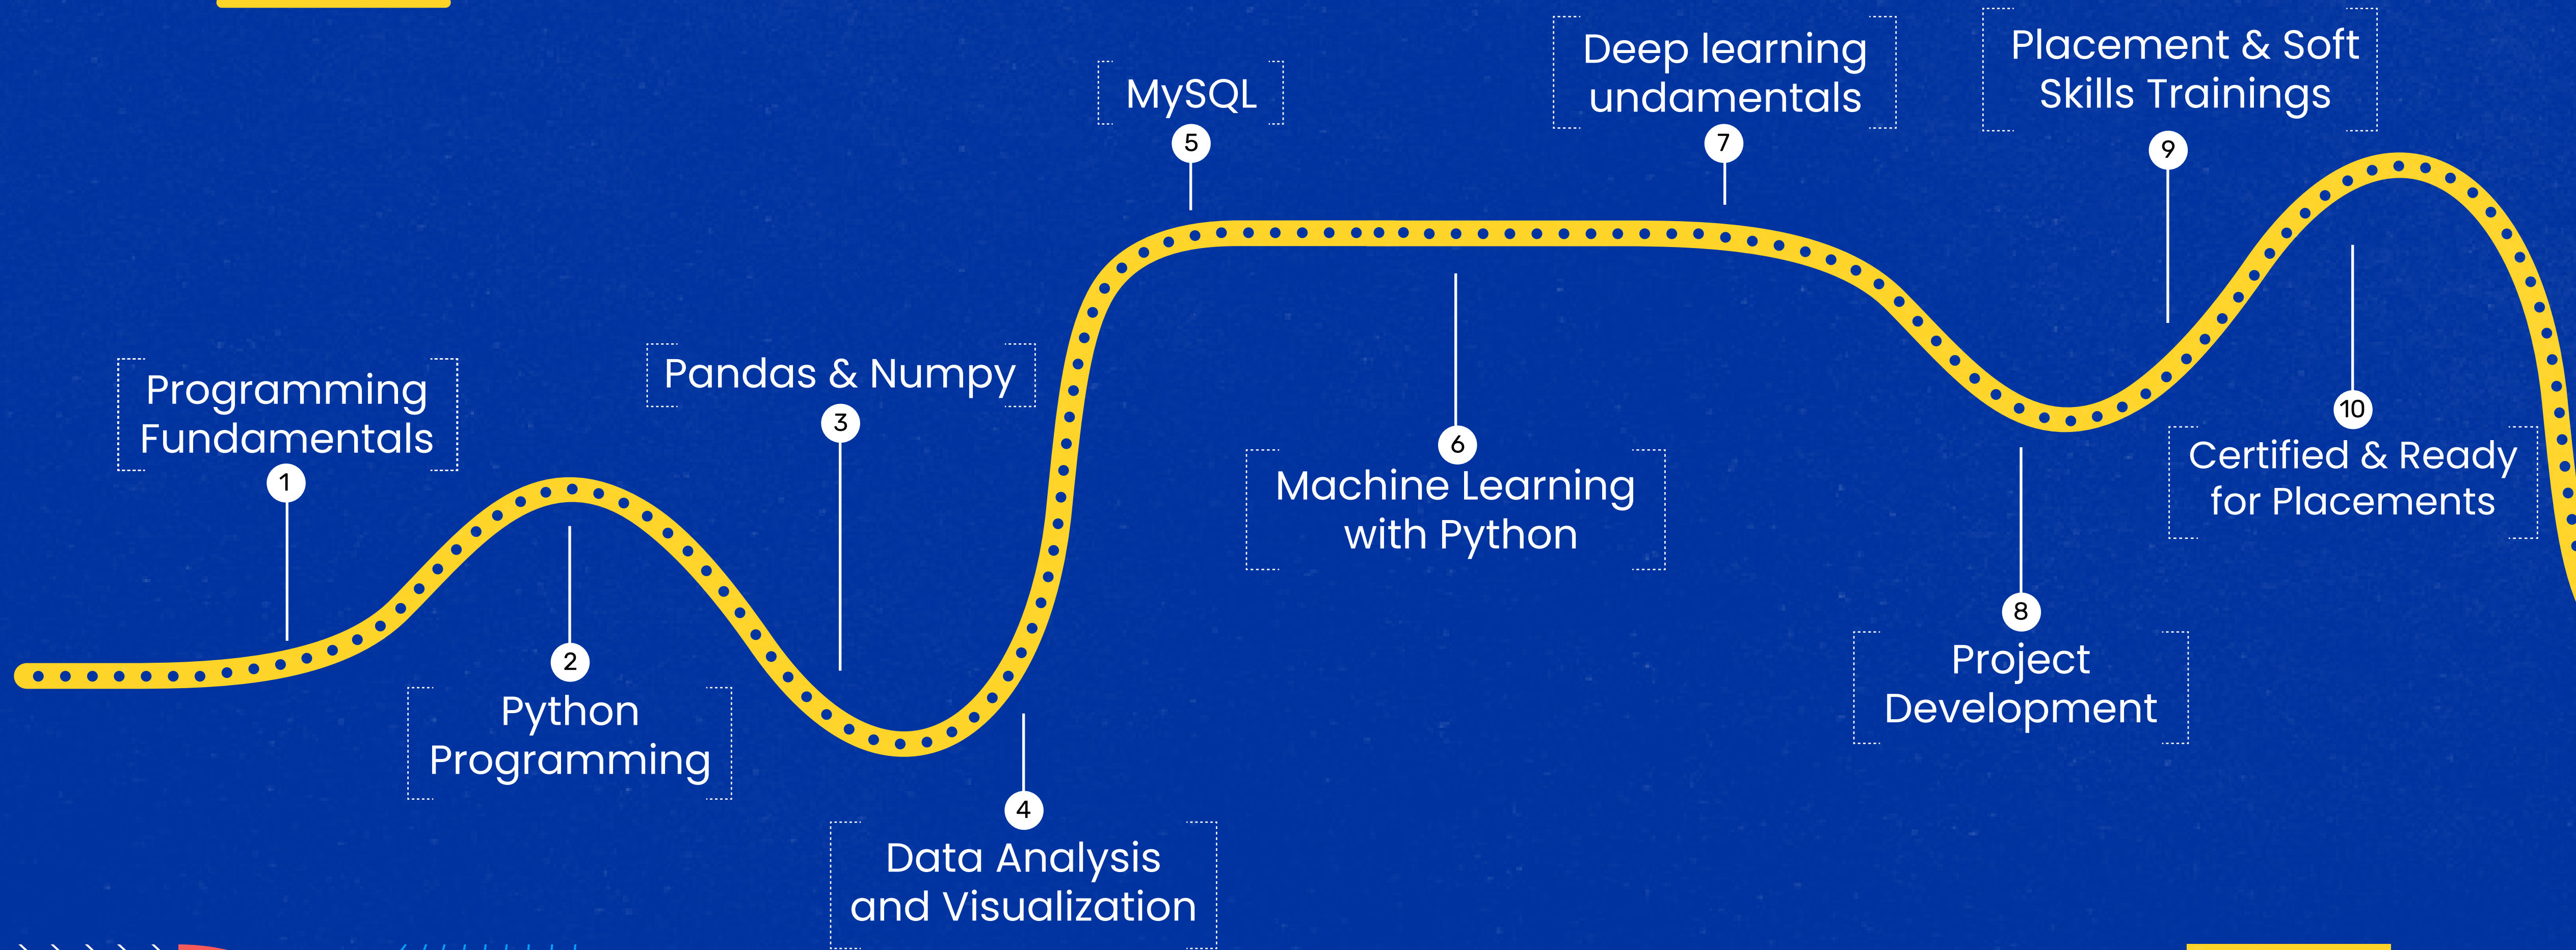 Programming
Fundamentals
1
2
Python
Programming
Pandas & Numpy
3
4
Data Analysis
and Visualization
MySQL
5
6
Machine Learning
with Python
Deep learning
undamentals
7
8
Project
Development
Placement & Soft
Skills Trainings
9
10
Certified & Ready
for Placements